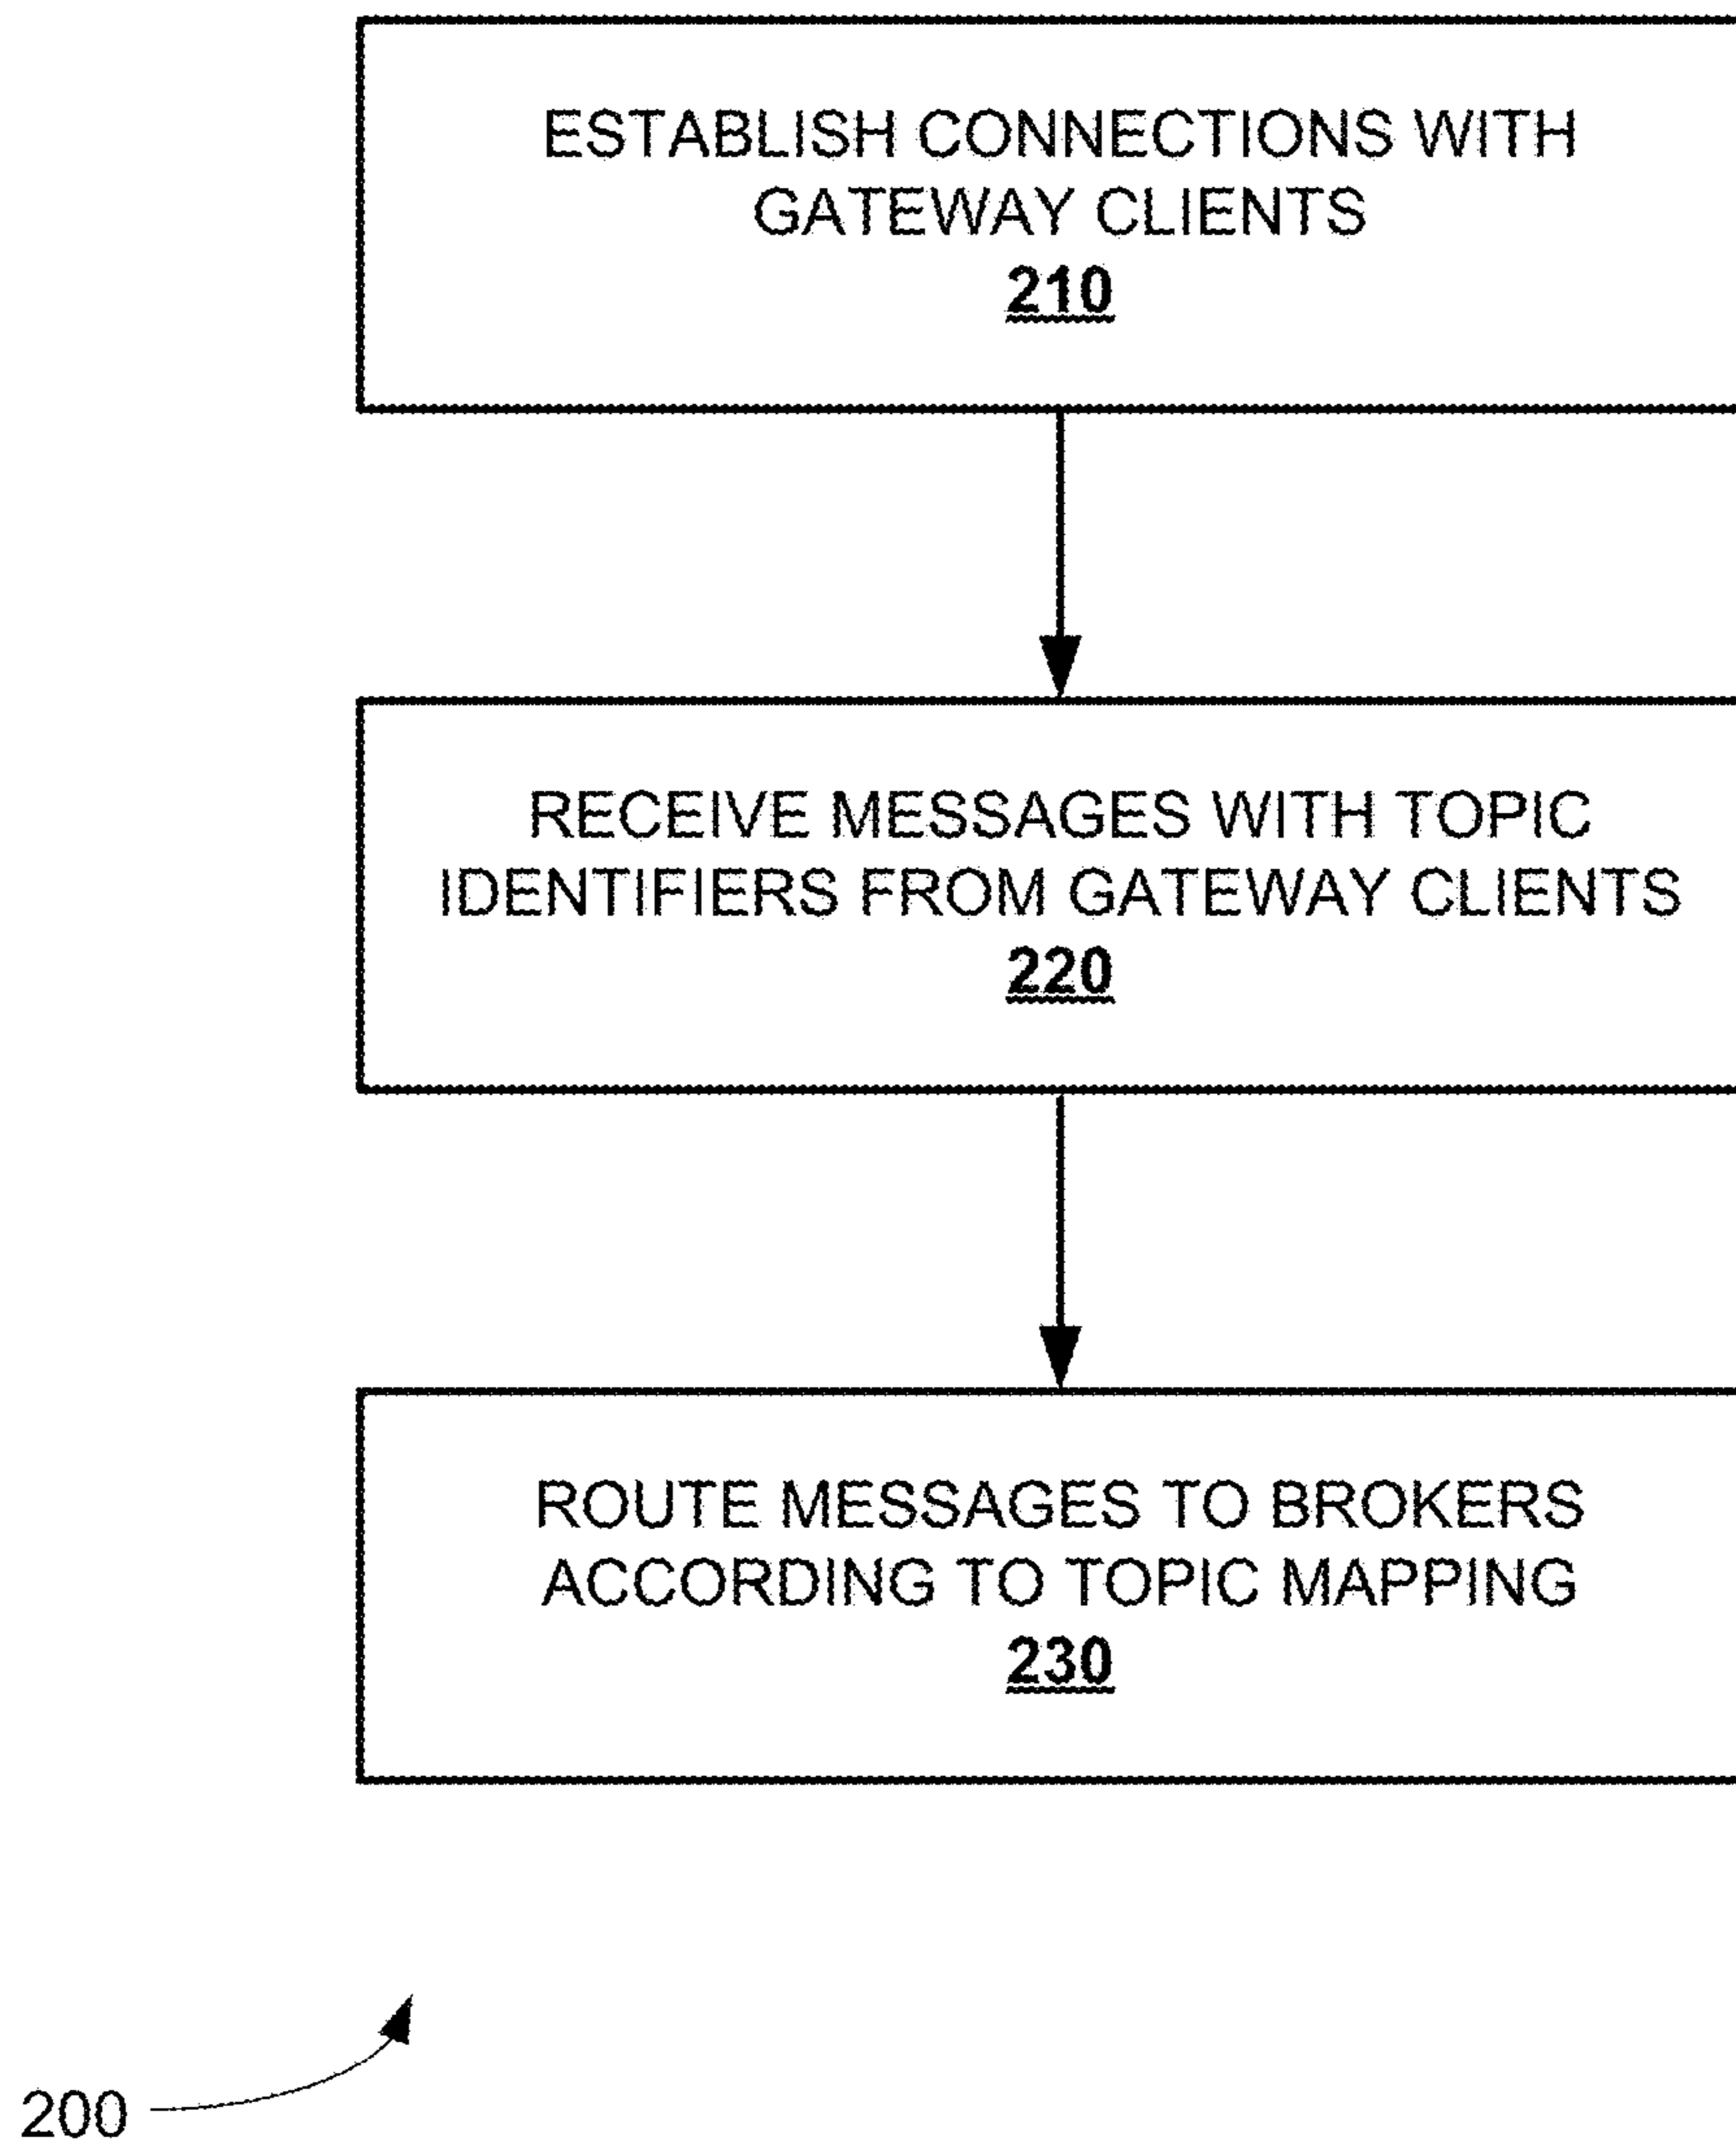 ESTABLISH CONNECTIONS WITH
GATEWAY CLIENTS
210
RECEIVE MESSAGES WITH TOPIC
IDENTIFIERS FROM GATEWAY CLIENTS
220
ROUTE MESSAGES TO BROKERS
ACCORDING TO TOPIC MAPPING
230
200